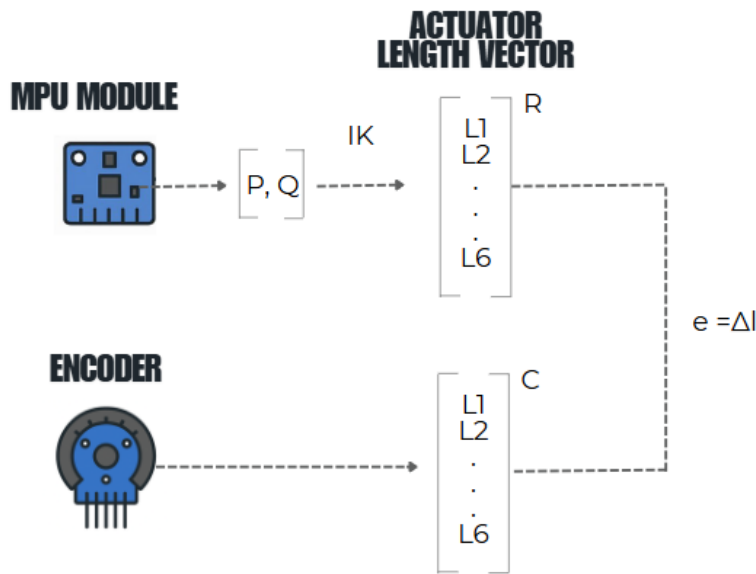 ACTUATOR
LENGTH VECTOR
MPU MODULE
R
IK
P, Q
L1
L2
.
.
.
L6
e =Δl
ENCODER
C
L1
L2
.
.
.
L6